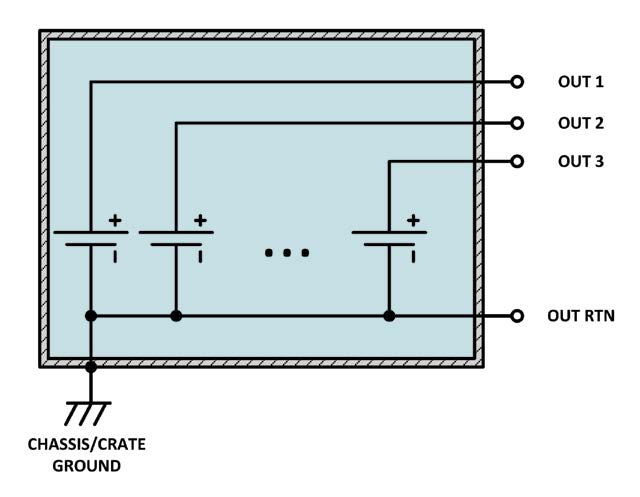 OUT 1
OUT 2
OUT 3
+
+
+
OUT RTN
CHASSIS/CRATE
GROUND